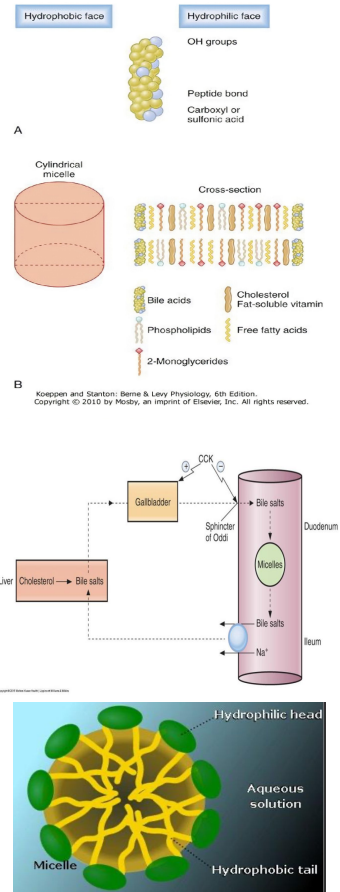 Hydrophobic face
Hydrophilic face
OH groups
Peptide bond
Carboxyl or
sulfonic acid
A
Cylindrical
micelle
Cross-section
Bile acids
Cholesterol
Fat-soluble vitamin
Phospholipids
Free fatty acids
2-Monoglycerides
B
Koeppen and Stanton: Berne & Levy Physiology, 6th Edition.
Copyright © 2010 by Mosby, an imprint of Elsevier, Inc. All rights reserved.
CCK
+
−
Gallbladder
Bile salts
Sphincter
of Oddi
Duodenum
Micelles
Liver
Cholesterol
Bile salts
Bile salts
Ileum
Na⁺
Hydrophilic head
Aqueous
solution
Micelle
Hydrophobic tail